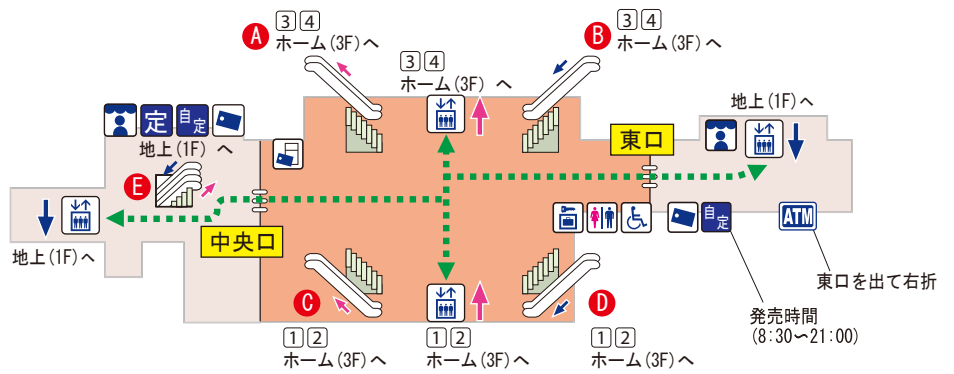 A
3 4
ホーム(3F)へ
3 4
ホーム(3F) へ
B
3 4
ホーム(3F)へ
定
自定
地上(1F) へ
E
地上(1F)へ
中央口
東口
地上(1F)へ
自定
ATM
東口を出て右折
発売時間
(8:30〜21:00)
C
1 2
ホーム(3F)へ
1 2
ホーム(3F)へ
D
1 2
ホーム(3F)へ